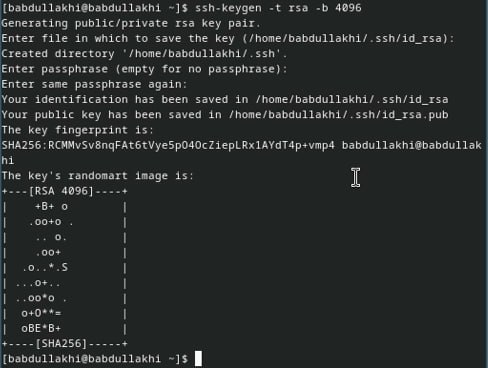 [babdullakhi@babdullakhi ~]$ ssh-keygen -t rsa -b 4096
Generating public/private rsa key pair.
Enter file in which to save the key (/home/babdullakhi/.ssh/id_rsa):
Created directory '/home/babdullakhi/.ssh'.
Enter passphrase (empty for no passphrase):
Enter same passphrase again:
Your identification has been saved in /home/babdullakhi/.ssh/id_rsa
Your public key has been saved in /home/babdullakhi/.ssh/id_rsa.pub
The key fingerprint is:
SHA256:RCMMvSv8nqFAt6tVye5pO4OcZiepLRx1AYdT4p+vmp4 babdullakhi@babdullak
hi
The key's randomart image is:
+---[RSA 4096]----+
|    +B+ o        |
|   .oo+o .       |
|    .. o.        |
|    .oo+         |
|  .o..*.S        |
| ...o+..         |
| ..oo*o .        |
|  o+O**=         |
|  oBE*B+         |
+----[SHA256]-----+
[babdullakhi@babdullakhi ~]$